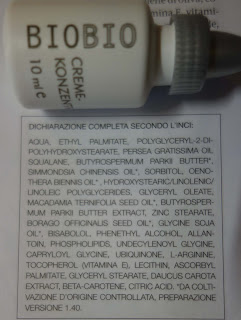 BIOBIO
CREME-
KONZEN
10 ml e
DICHIARAZIONE COMPLETA SECONDO L'INCI:
AQUA, ETHYL PALMITATE, POLYGLYCERYL-2-DI-
POLYHYDROXYSTEARATE, PERSEA GRATISSIMA OIL,
SQUALANE, BUTYROSPERMUM PARKII BUTTER*,
SIMMONDSIA CHINENSIS OIL*, SORBITOL, OENO-
THERA BIENNIS OIL*, HYDROXYSTEARIC/LINOLENIC/
LINOLEIC POLYGLYCERIDES, GLYCERYL OLEATE,
MACADAMIA TERNIFOLIA SEED OIL*, BUTYROSPER-
MUM PARKII BUTTER EXTRACT, ZINC STEARATE,
BORAGO OFFICINALIS SEED OIL*, GLYCINE SOJA
OIL*, BISABOLOL, PHENETHYL ALCOHOL, ALLAN-
TOIN, PHOSPHOLIPIDS, UNDECYLENOYL GLYCINE,
CAPRYLOYL GLYCINE, UBIQUINONE, L-ARGININE,
TOCOPHEROL (VITAMINA E), LECITHIN, ASCORBYL
PALMITATE, GLYCERYL STEARATE, DAUCUS CAROTA
EXTRACT, BETA-CAROTENE, CITRIC ACID. *DA COLTI-
VAZIONE D'ORIGINE CONTROLLATA, PREPARAZIONE
VERSIONE 1.40.